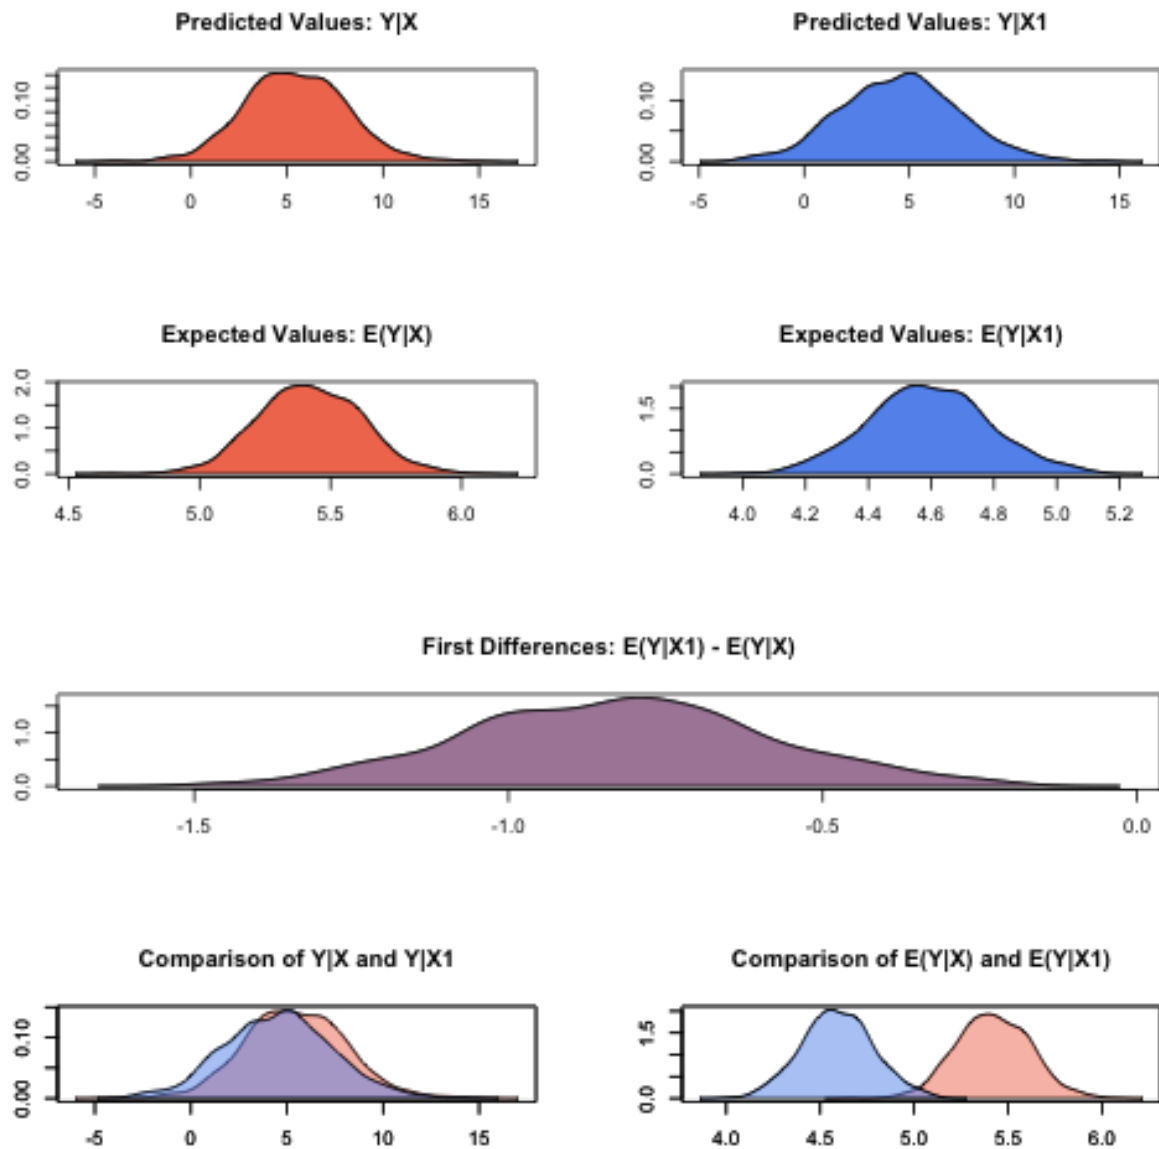 Predicted Values: Y|X
0.00 0.10
-5 0 5 10 15
Predicted Values: Y|X1
0.00 0.10
-5 0 5 10 15
Expected Values: E(Y|X)
0.0 1.0 2.0
4.5 5.0 5.5 6.0
Expected Values: E(Y|X1)
0.0 1.5
4.0 4.2 4.4 4.6 4.8 5.0 5.2
First Differences: E(Y|X1) - E(Y|X)
0.0 1.0
-1.5 -1.0 -0.5 0.0
Comparison of Y|X and Y|X1
0.00 0.10
-5 0 5 10 15
Comparison of E(Y|X) and E(Y|X1)
0.0 1.5
4.0 4.5 5.0 5.5 6.0